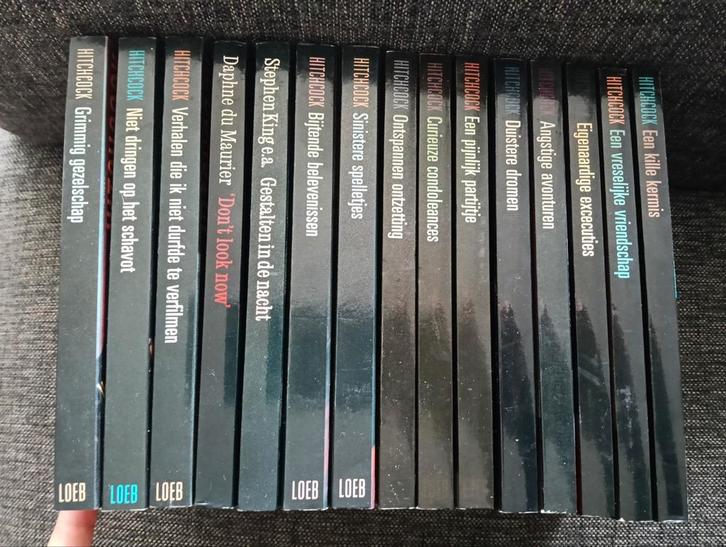 HITCHCOCK Grimmig gezelschap LOEB
HITCHCOCK Niet dringen op het schavot LOEB
HITCHCOCK Verhalen die ik niet durfde te verfilmen LOEB
Daphne du Maurier 'Don't look now'
Stephen King e.a. Gestalten in de nacht
HITCHCOCK Bijtende belevenissen LOEB
HITCHCOCK Sinistere spelletjes LOEB
HITCHCOCK Ontspannen ontzetting
HITCHCOCK Curieuze condoleances
HITCHCOCK Een pijnlijk partijtje
HITCHCOCK Duistere dromen
HITCHCOCK Angstige avonturen
Eigenaardige excecuties
HITCHCOCK Een vreselijke vriendschap
HITCHCOCK Een kille kermis